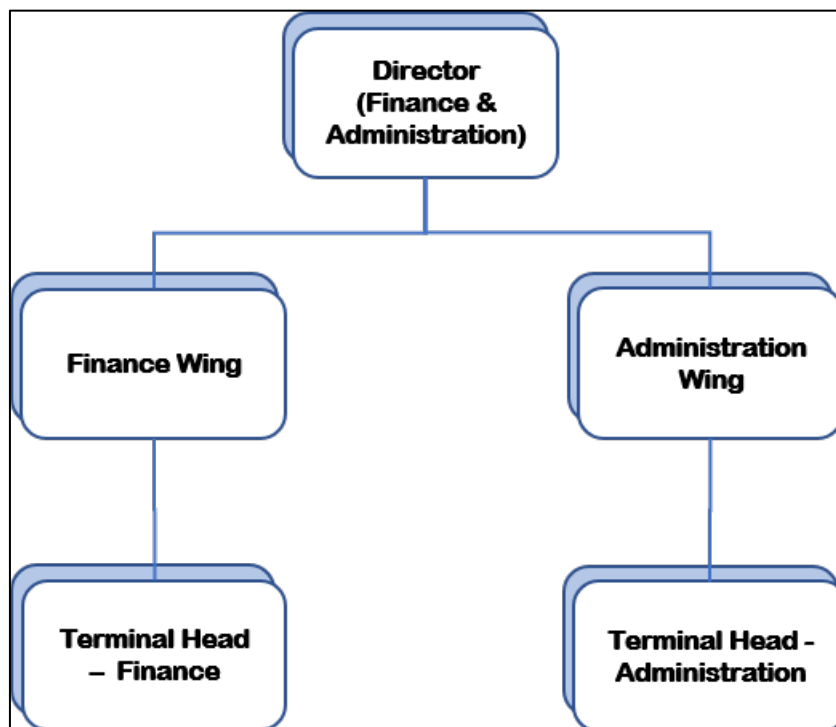 Director
(Finance &
Administration)
Finance Wing
Administration
Wing
Terminal Head
– Finance
Terminal Head -
Administration